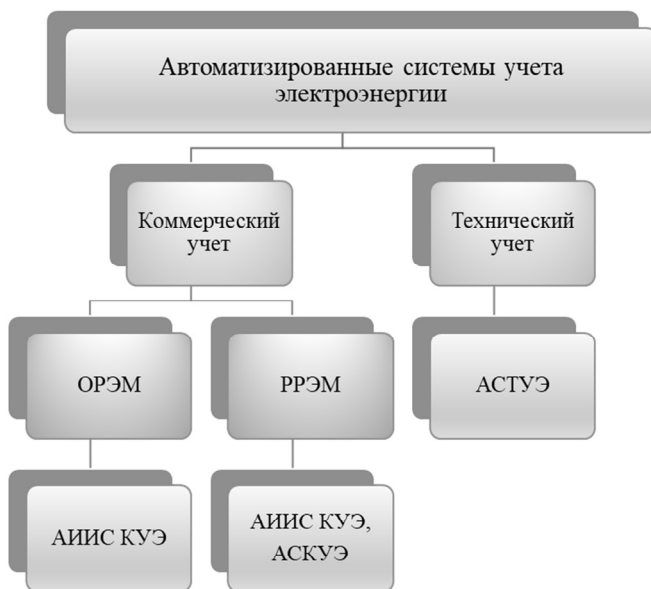 Автоматизированные системы учета
электроэнергии
Коммерческий
учет
Технический
учет
ОРЭМ
РРЭМ
АСТУЭ
АИИС КУЭ
АИИС КУЭ,
АСКУЭ